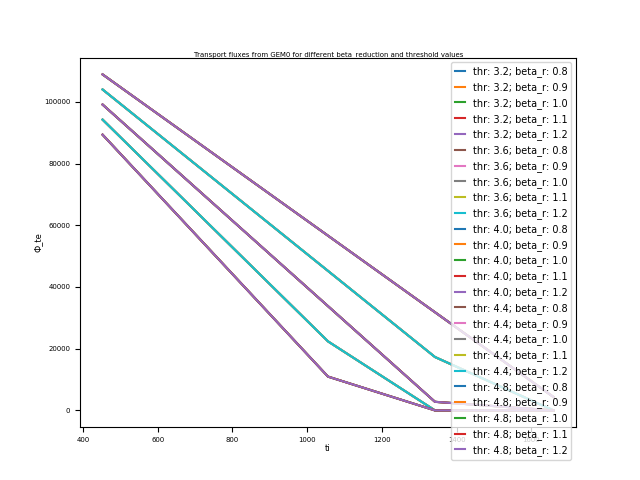 Transport fluxes from GEM0 for different beta_reduction and threshold values
Φ_te
100000
80000
60000
40000
20000
0
400
600
800
1000
1200
1400
ti
thr: 3.2; beta_r: 0.8
thr: 3.2; beta_r: 0.9
thr: 3.2; beta_r: 1.0
thr: 3.2; beta_r: 1.1
thr: 3.2; beta_r: 1.2
thr: 3.6; beta_r: 0.8
thr: 3.6; beta_r: 0.9
thr: 3.6; beta_r: 1.0
thr: 3.6; beta_r: 1.1
thr: 3.6; beta_r: 1.2
thr: 4.0; beta_r: 0.8
thr: 4.0; beta_r: 0.9
thr: 4.0; beta_r: 1.0
thr: 4.0; beta_r: 1.1
thr: 4.0; beta_r: 1.2
thr: 4.4; beta_r: 0.8
thr: 4.4; beta_r: 0.9
thr: 4.4; beta_r: 1.0
thr: 4.4; beta_r: 1.1
thr: 4.4; beta_r: 1.2
thr: 4.8; beta_r: 0.8
thr: 4.8; beta_r: 0.9
thr: 4.8; beta_r: 1.0
thr: 4.8; beta_r: 1.1
thr: 4.8; beta_r: 1.2